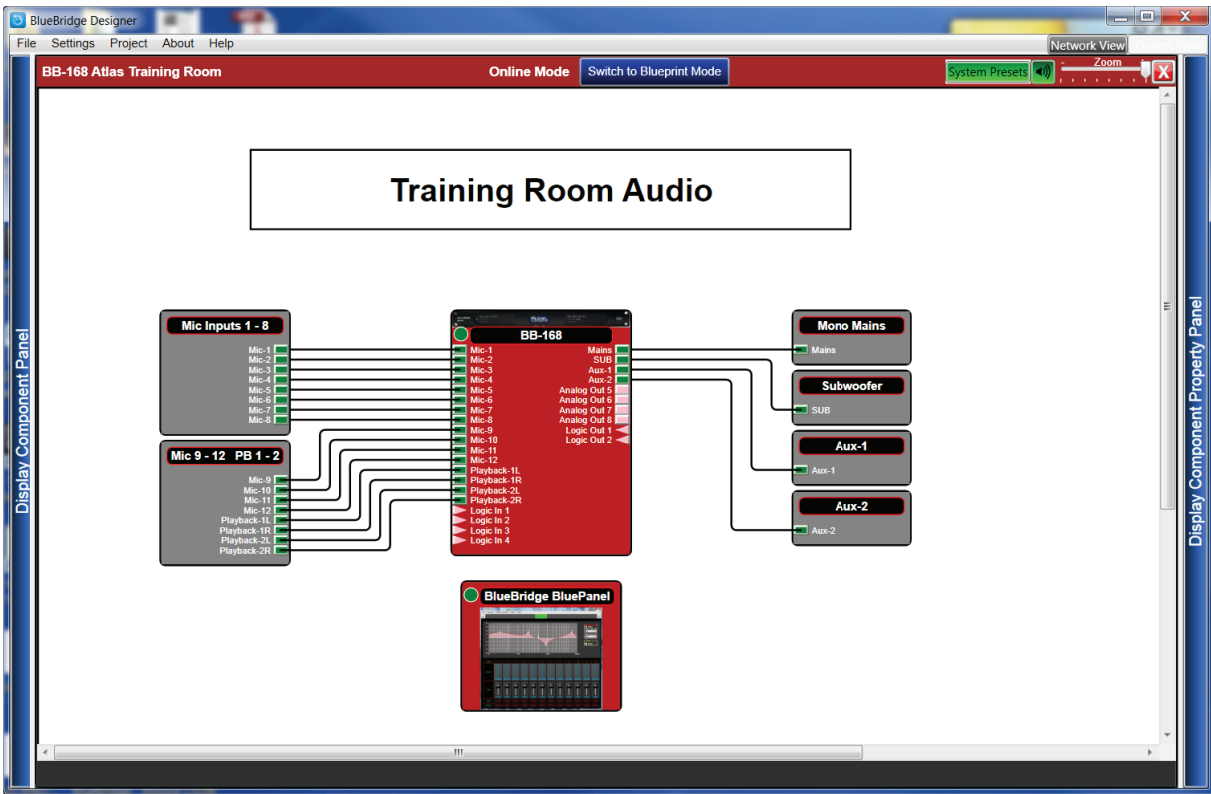 BlueBridge Designer
File Settings Project About Help
Network View
BB-168 Atlas Training Room
Online Mode
Switch to Blueprint Mode
System Presets
Zoom
X
Display Component Panel
Training Room Audio
Mic Inputs 1 - 8
Mic-1
Mic-2
Mic-3
Mic-4
Mic-5
Mic-6
Mic-7
Mic-8
Mic 9 - 12 PB 1 - 2
Mic-9
Mic-10
Mic-11
Mic-12
Playback-1L
Playback-1R
Playback-2L
Playback-2R
BB-168
Mic-1 Mains
Mic-2 SUB
Mic-3 Aux-1
Mic-4 Aux-2
Mic-5 Analog Out 5
Mic-6 Analog Out 6
Mic-7 Analog Out 7
Mic-8 Analog Out 8
Mic-9 Logic Out 1
Mic-10 Logic Out 2
Mic-11
Mic-12
Playback-1L
Playback-1R
Playback-2L
Playback-2R
Logic In 1
Logic In 2
Logic In 3
Logic In 4
Mono Mains
Mains
Subwoofer
SUB
Aux-1
Aux-1
Aux-2
Aux-2
BlueBridge BluePanel
Display Component Property Panel